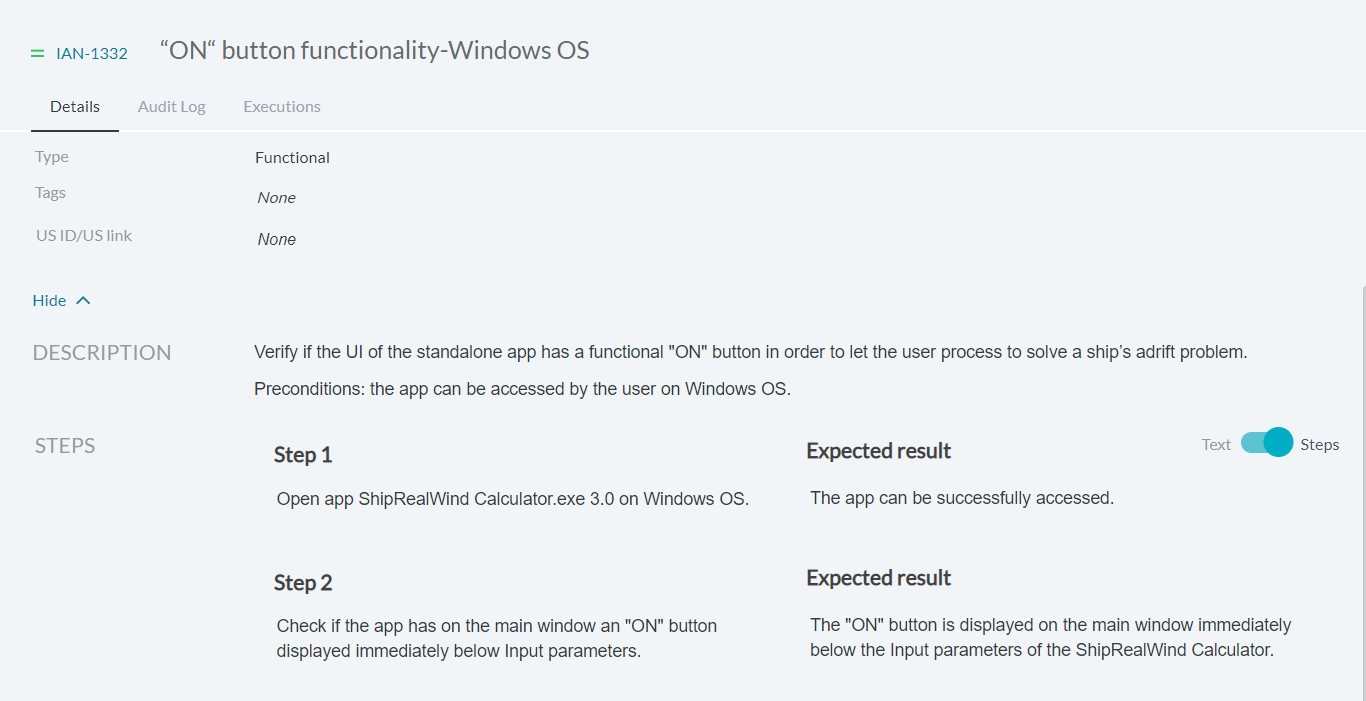 IAN-1332 “ON“ button functionality-Windows OS
Details Audit Log Executions
Type Functional
Tags None
US ID/US link None
Hide
DESCRIPTION Verify if the UI of the standalone app has a functional "ON" button in order to let the user process to solve a ship’s adrift problem.
Preconditions: the app can be accessed by the user on Windows OS.
STEPS
Text Steps
Step 1 Expected result
Open app ShipRealWind Calculator.exe 3.0 on Windows OS. The app can be successfully accessed.
Step 2 Expected result
Check if the app has on the main window an "ON" button
displayed immediately below Input parameters.
The "ON" button is displayed on the main window immediately
below the Input parameters of the ShipRealWind Calculator.